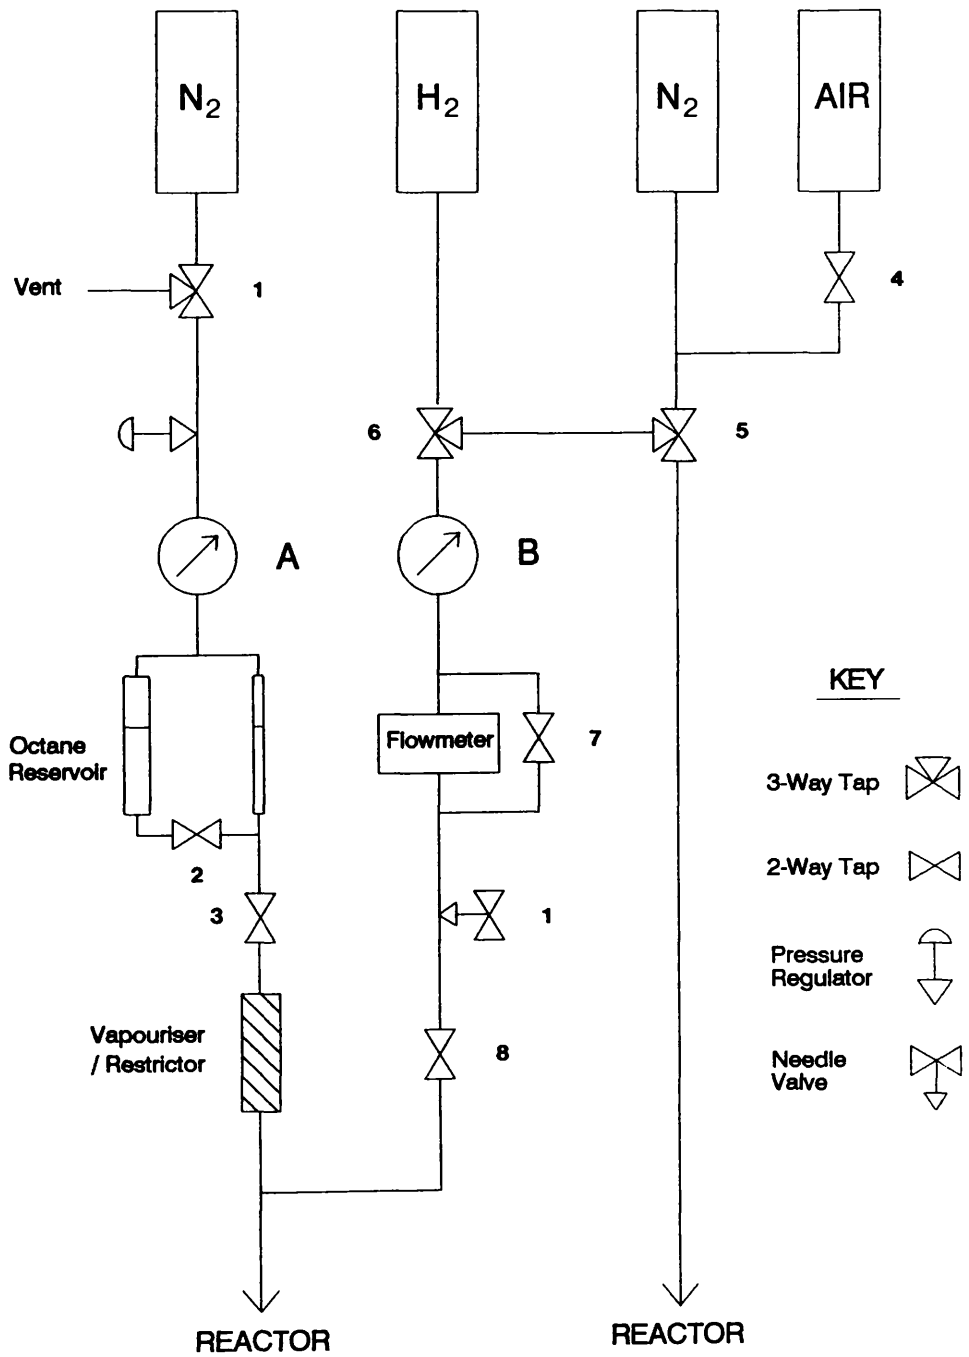 N2
H2
N2
AIR
Vent
1
4
6
5
A
B
KEY
Octane
Reservoir
Flowmeter
7
3-Way Tap
2
2-Way Tap
3
1
Pressure
Regulator
Vapouriser
/ Restrictor
8
Needle
Valve
REACTOR
REACTOR